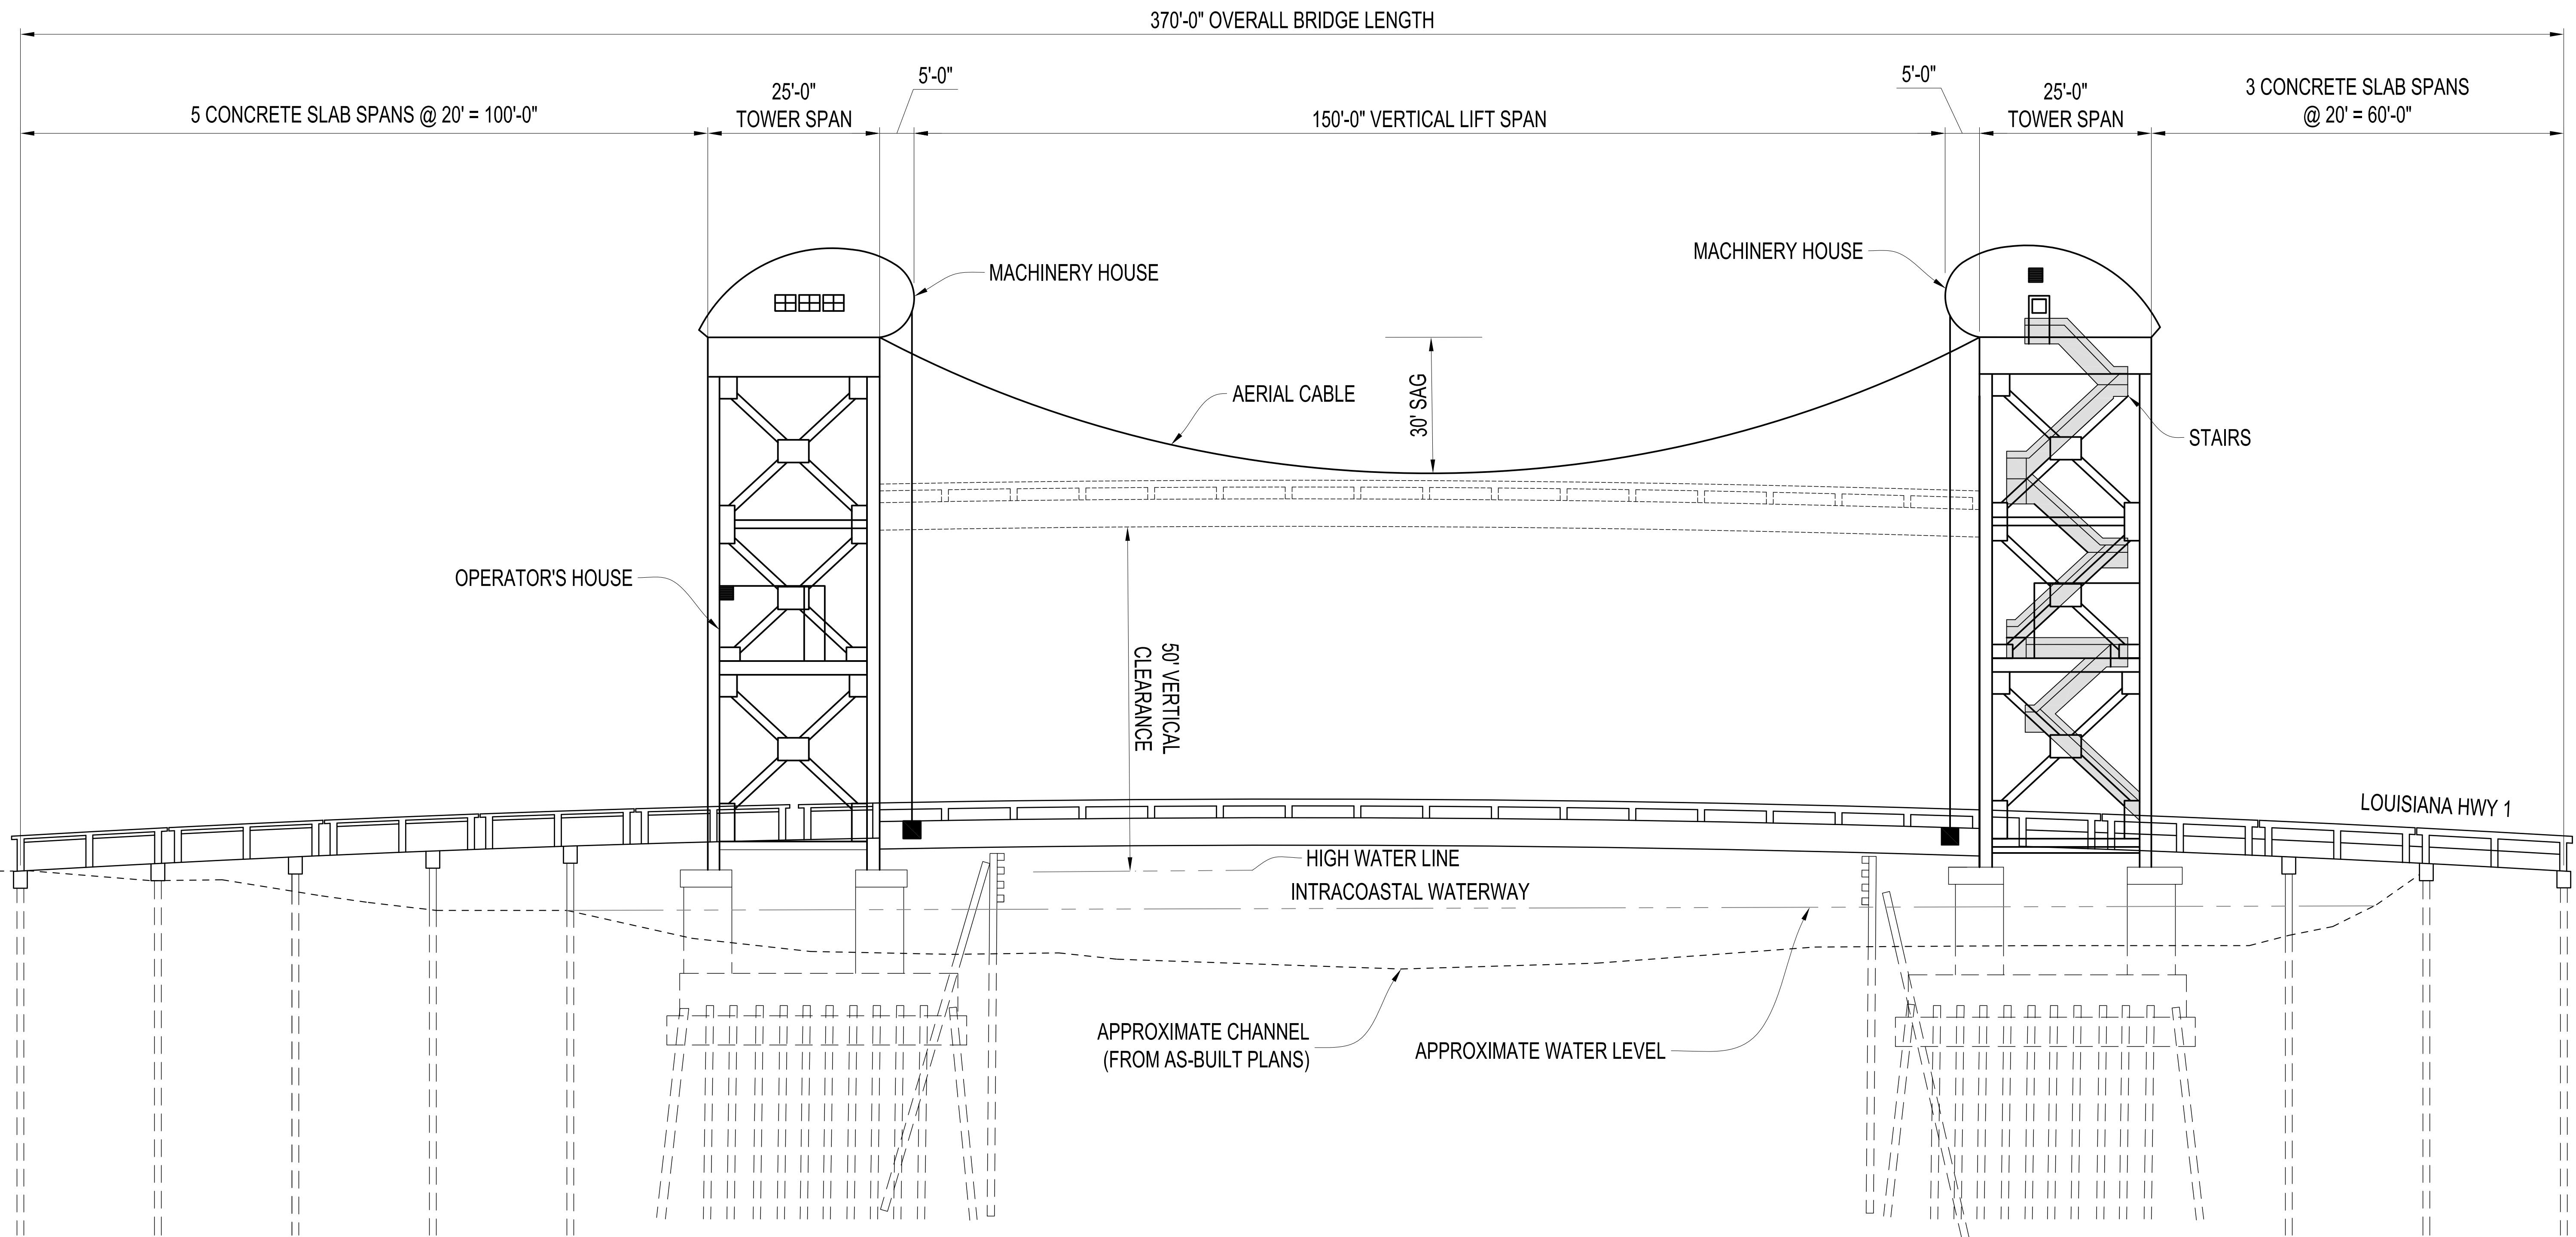 370'-0" OVERALL BRIDGE LENGTH
5 CONCRETE SLAB SPANS @ 20' = 100'-0"
25'-0"
TOWER SPAN
5'-0"
150'-0" VERTICAL LIFT SPAN
5'-0"
25'-0"
TOWER SPAN
3 CONCRETE SLAB SPANS
@ 20' = 60'-0"
MACHINERY HOUSE
MACHINERY HOUSE
AERIAL CABLE
30' SAG
STAIRS
OPERATOR'S HOUSE
50' VERTICAL
CLEARANCE
LOUISIANA HWY 1
HIGH WATER LINE
INTRACOASTAL WATERWAY
APPROXIMATE CHANNEL
(FROM AS-BUILT PLANS)
APPROXIMATE WATER LEVEL